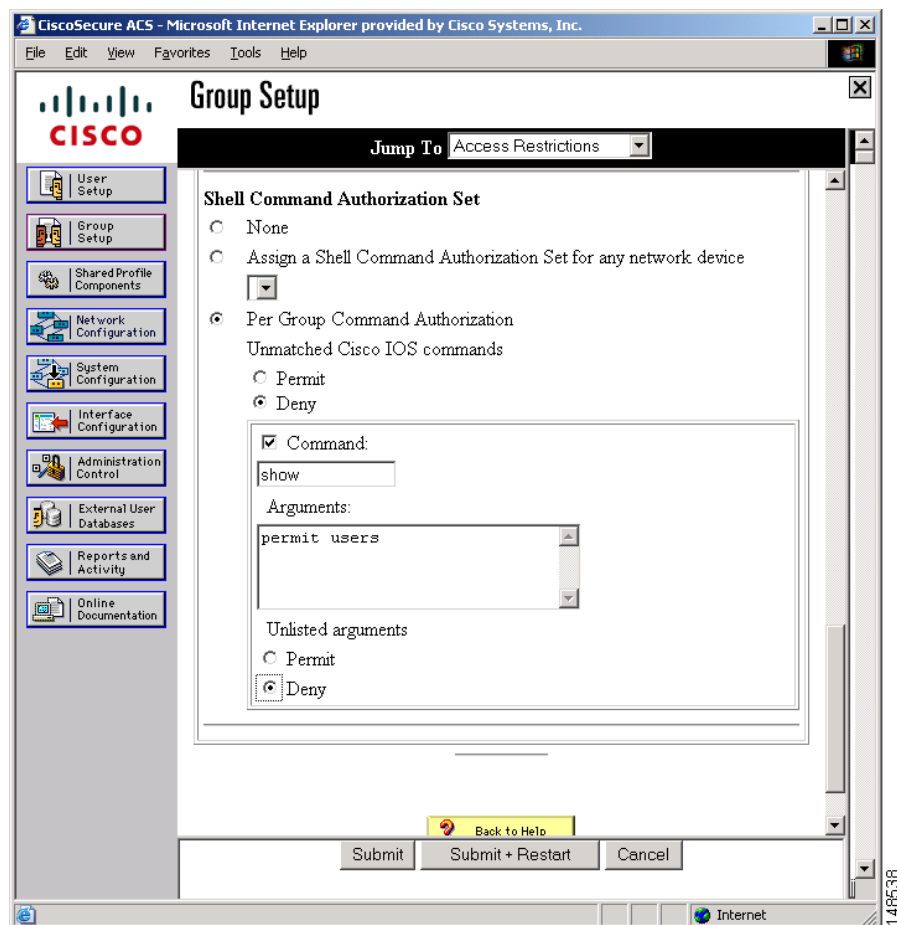 CiscoSecure ACS - Microsoft Internet Explorer provided by Cisco Systems, Inc.
File Edit View Favorites Tools Help
CISCO
Group Setup
Jump To Access Restrictions
User
Setup
Group
Setup
Shared Profile
Components
Network
Configuration
System
Configuration
Interface
Configuration
Administration
Control
External User
Databases
Reports and
Activity
Online
Documentation
Shell Command Authorization Set
None
Assign a Shell Command Authorization Set for any network device
Per Group Command Authorization
Unmatched Cisco IOS commands
Permit
Deny
Command:
show
Arguments:
permit users
Unlisted arguments
Permit
Deny
Back to Help
Submit Submit + Restart Cancel
Internet
148538